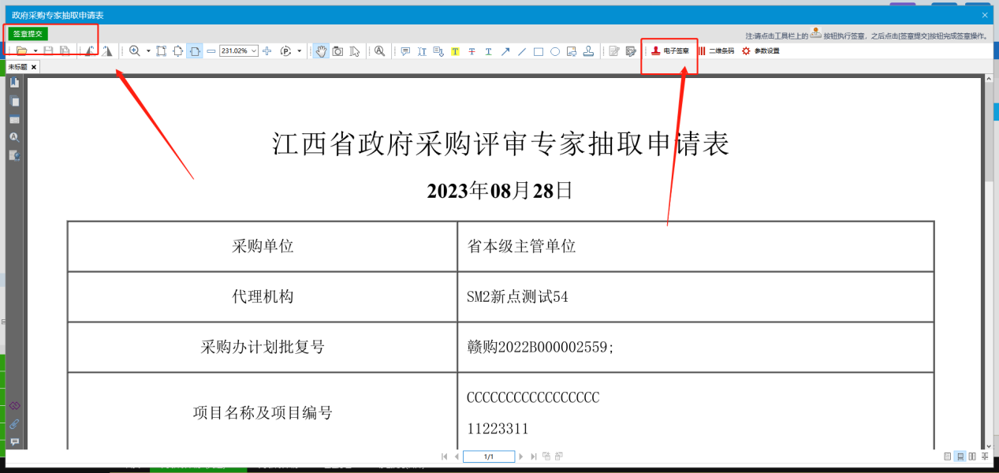 政府采购专家抽取申请表
签章提交
注:请点击工具栏上的 按钮执行签章，之后点击[签章提交]按钮完成签章操作。
231.02%
电子签章
二维条码
参数设置
未标题
江西省政府采购评审专家抽取申请表
2023年08月28日
采购单位 省本级主管单位
代理机构 SM2新点测试54
采购办计划批复号 赣购2022B000002559;
项目名称及项目编号 CCCCCCCCCCCCCCCCC
11223311
1/1